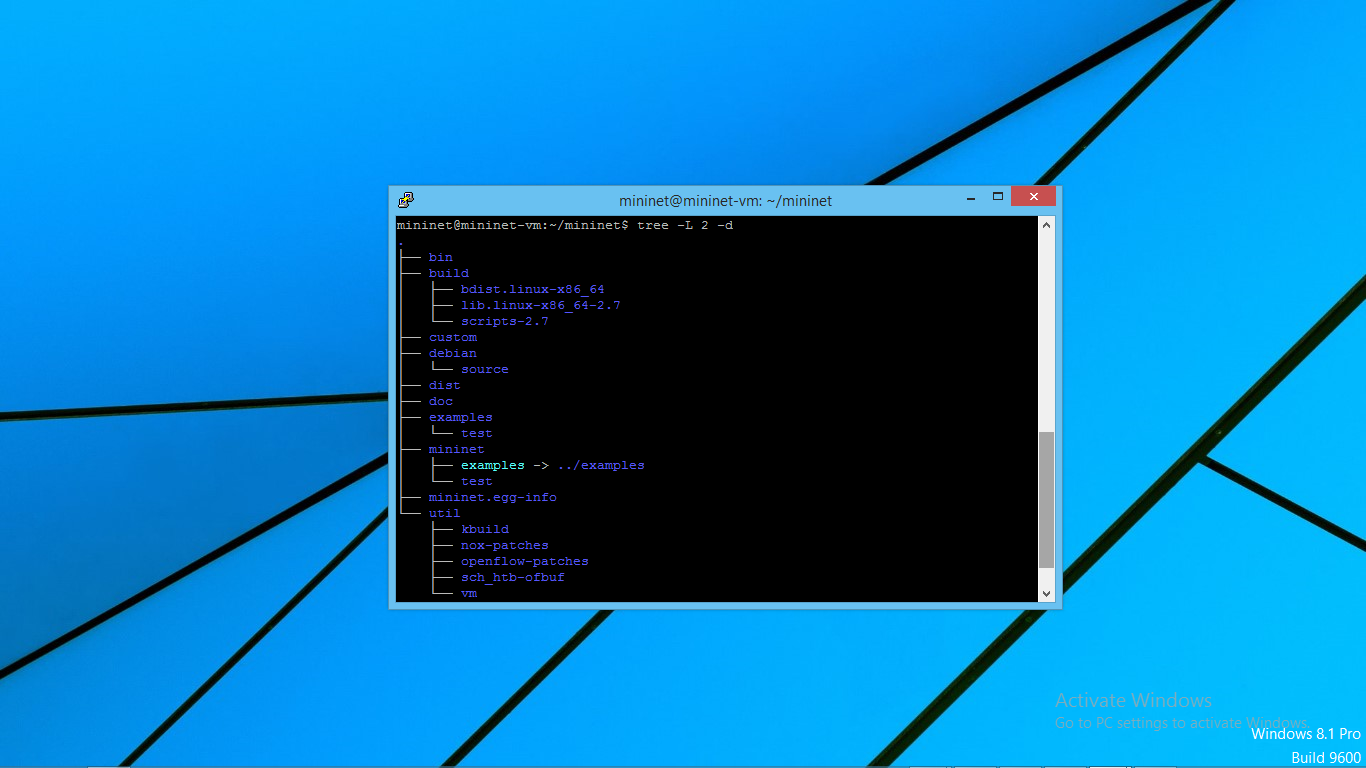 mininet@mininet-vm: ~/mininet
mininet@mininet-vm:~/mininet$ tree -L 2 -d
.
├── bin
├── build
│   ├── bdist.linux-x86_64
│   ├── lib.linux-x86_64-2.7
│   └── scripts-2.7
├── custom
├── debian
│   └── source
├── dist
├── doc
├── examples
│   └── test
├── mininet
│   ├── examples -> ../examples
│   └── test
├── mininet.egg-info
└── util
    ├── kbuild
    ├── nox-patches
    ├── openflow-patches
    ├── sch_htb-ofbuf
    └── vm
Activate Windows
Go to PC settings to activate Windows.
Windows 8.1 Pro
Build 9600